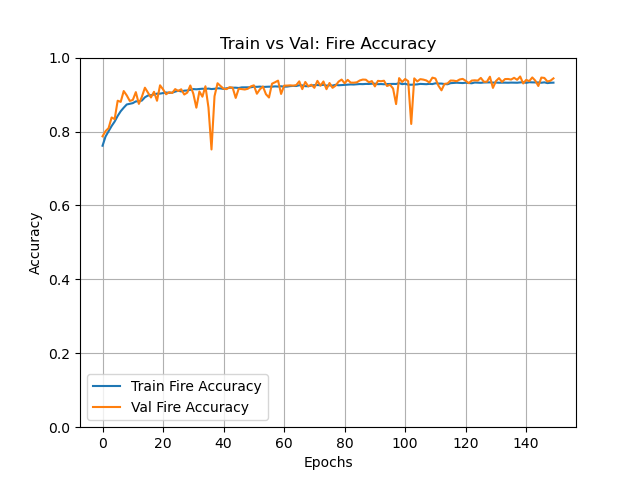 Train vs Val: Fire Accuracy
1.0
0.8
0.6
0.4
0.2
0.0
Accuracy
Train Fire Accuracy
Val Fire Accuracy
0 20 40 60 80 100 120 140
Epochs